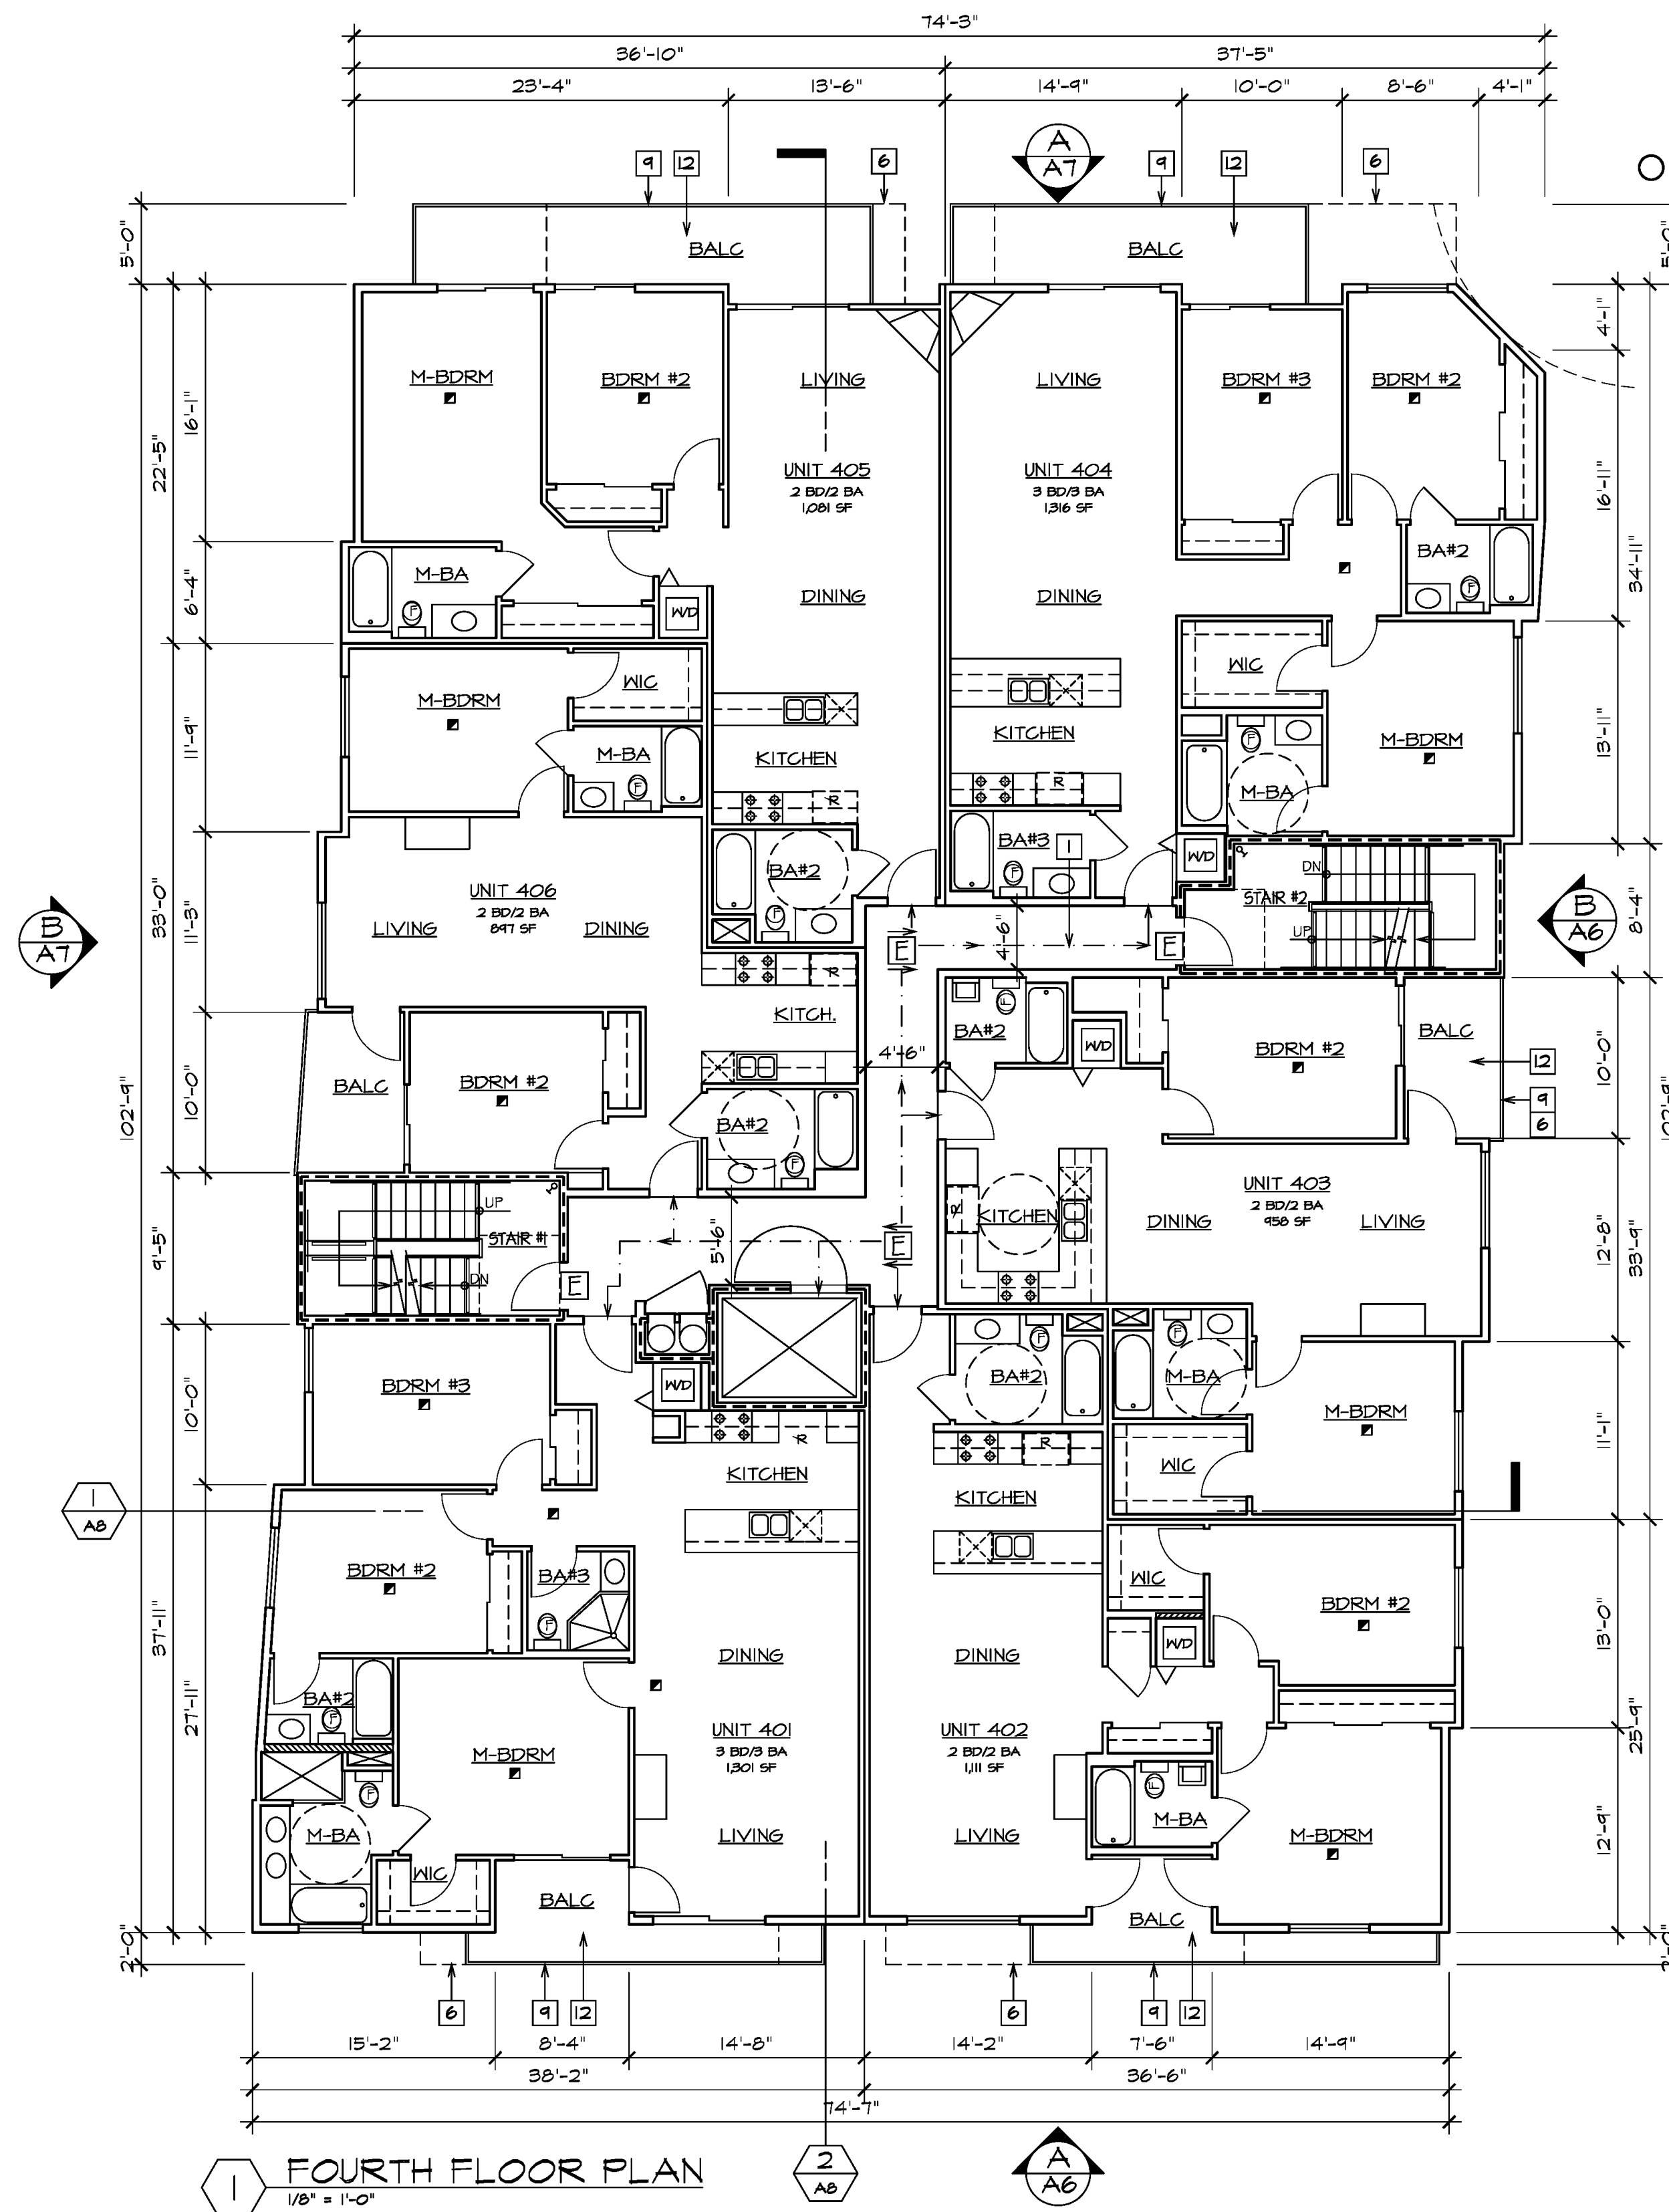 74'-3"
36'-10"
37'-5"
23'-4"
13'-6"
14'-9"
10'-0"
8'-6"
4'-1"
9
12
6
A
A7
9
12
6
5'-0"
BALC
BALC
5'-0"
4'-1"
M-BDRM
BDRM #2
LIVING
LIVING
BDRM #3
BDRM #2
16'-1"
22'-5"
UNIT 405
2 BD/2 BA
1,081 SF
UNIT 404
3 BD/3 BA
1,316 SF
16'-11"
34'-11"
BA#2
M-BA
6'-4"
W/D
DINING
DINING
WIC
M-BDRM
WIC
11'-9"
M-BA
KITCHEN
KITCHEN
M-BDRM
13'-11"
R
R
M-BA
BA#3
1
W/D
BA#2
DN
UNIT 406
2 BD/2 BA
897 SF
STAIR #2
UP
B
A7
B
A6
33'-0"
11'-3"
LIVING
DINING
E
4'-6"
E
8'-4"
R
KITCH.
BA#2
W/D
BDRM #2
BALC
4'-6"
12
10'-0"
BALC
BDRM #2
102'-9"
10'-0"
9
6
102'-9"
BA#2
UNIT 403
2 BD/2 BA
958 SF
R
KITCHEN
DINING
LIVING
12'-8"
33'-9"
UP
STAIR #1
DN
9'-5"
5'-6"
E
E
BDRM #3
W/D
BA#2
M-BA
M-BDRM
10'-0"
R
R
11'-1"
KITCHEN
KITCHEN
WIC
1
A8
BDRM #2
BA#3
WIC
BDRM #2
37'-11"
W/D
13'-0"
DINING
DINING
27'-11"
BA#2
UNIT 401
3 BD/3 BA
1,301 SF
UNIT 402
2 BD/2 BA
1,111 SF
25'-9"
M-BDRM
M-BA
LIVING
LIVING
M-BA
M-BDRM
12'-9"
WIC
BALC
BALC
2'-0"
2'-0"
6
9
12
6
9
12
15'-2"
8'-4"
14'-8"
14'-2"
7'-6"
14'-9"
38'-2"
36'-6"
74'-7"
1
FOURTH FLOOR PLAN
1/8" = 1'-0"
2
A8
A
A6